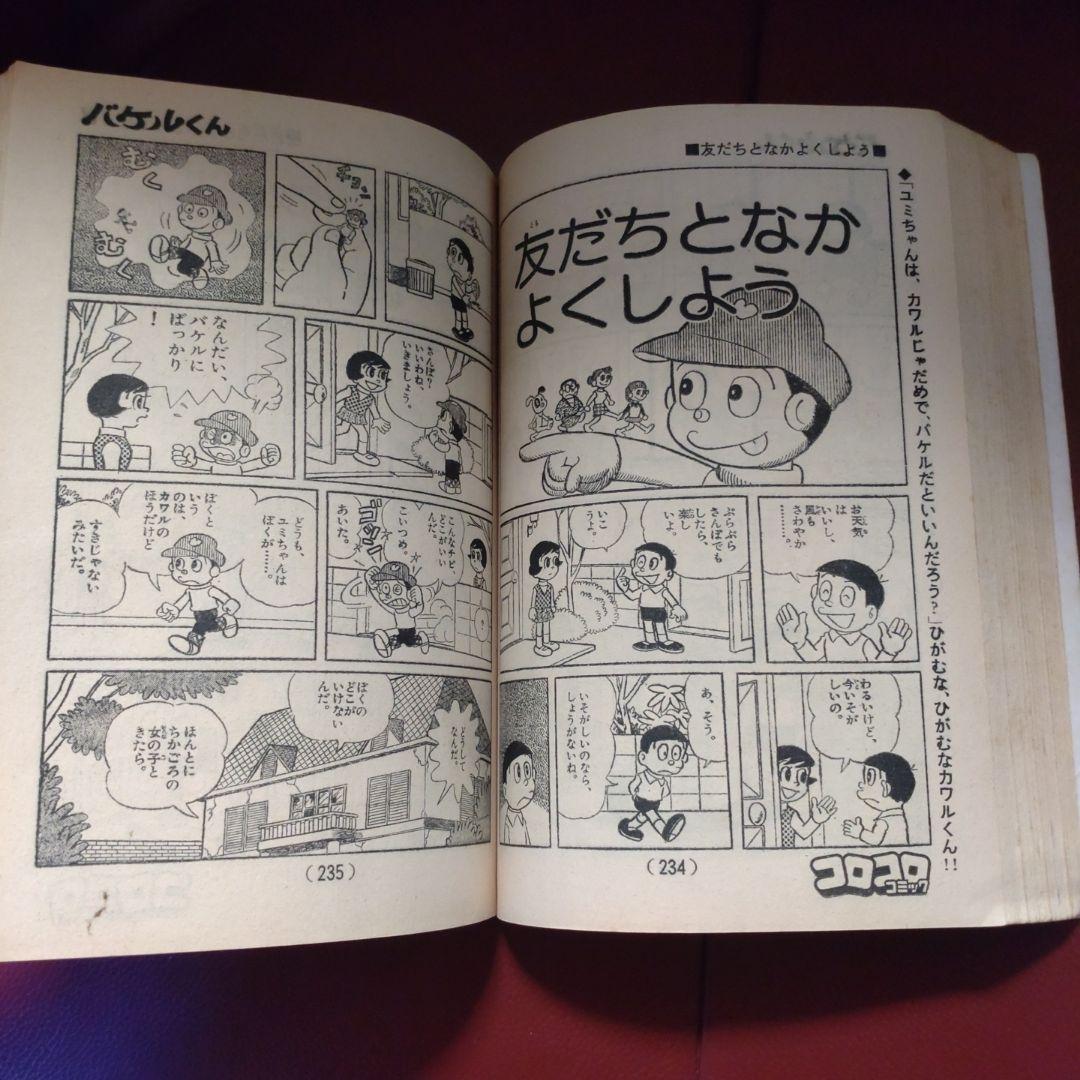 ■友だちとなかよくしよう■
◆「ユミちゃんは、カワルじゃだめで、バケルだといいんだろう?」ひがむな、ひがむなカワルくん!!
友だちとなか
よくしよう
とも
お天気
は
いいし、
風も
さわやか
………。
ぶらぶら
さんぽでも
したら、
楽し
いよ。
いこ
うよ。
わるいけど、
今いそが
しいの。
あ、そう。
いそがしいのなら、
しょうがないね。
コロコロ
コミック
(234)
バケルくん
チョン
むく
むく
さんぽ?
いいわね、
いきましょう。
なんだい、
バケルに
ばっかり
!
こんなチビ
どこがいい
んだ。
こいつめ。
ゴツン
あいた。
どうも、
ユミちゃんは
ぼくが……。
ぼくと
いう
のは、
カワルの
ほうだけど
すきじゃない
みたいだ。
どうして
なんだ。
ぼくの
どこが
いけない
んだ。
ほんとに
ちかごろの
女の子と
きたら。
(235)